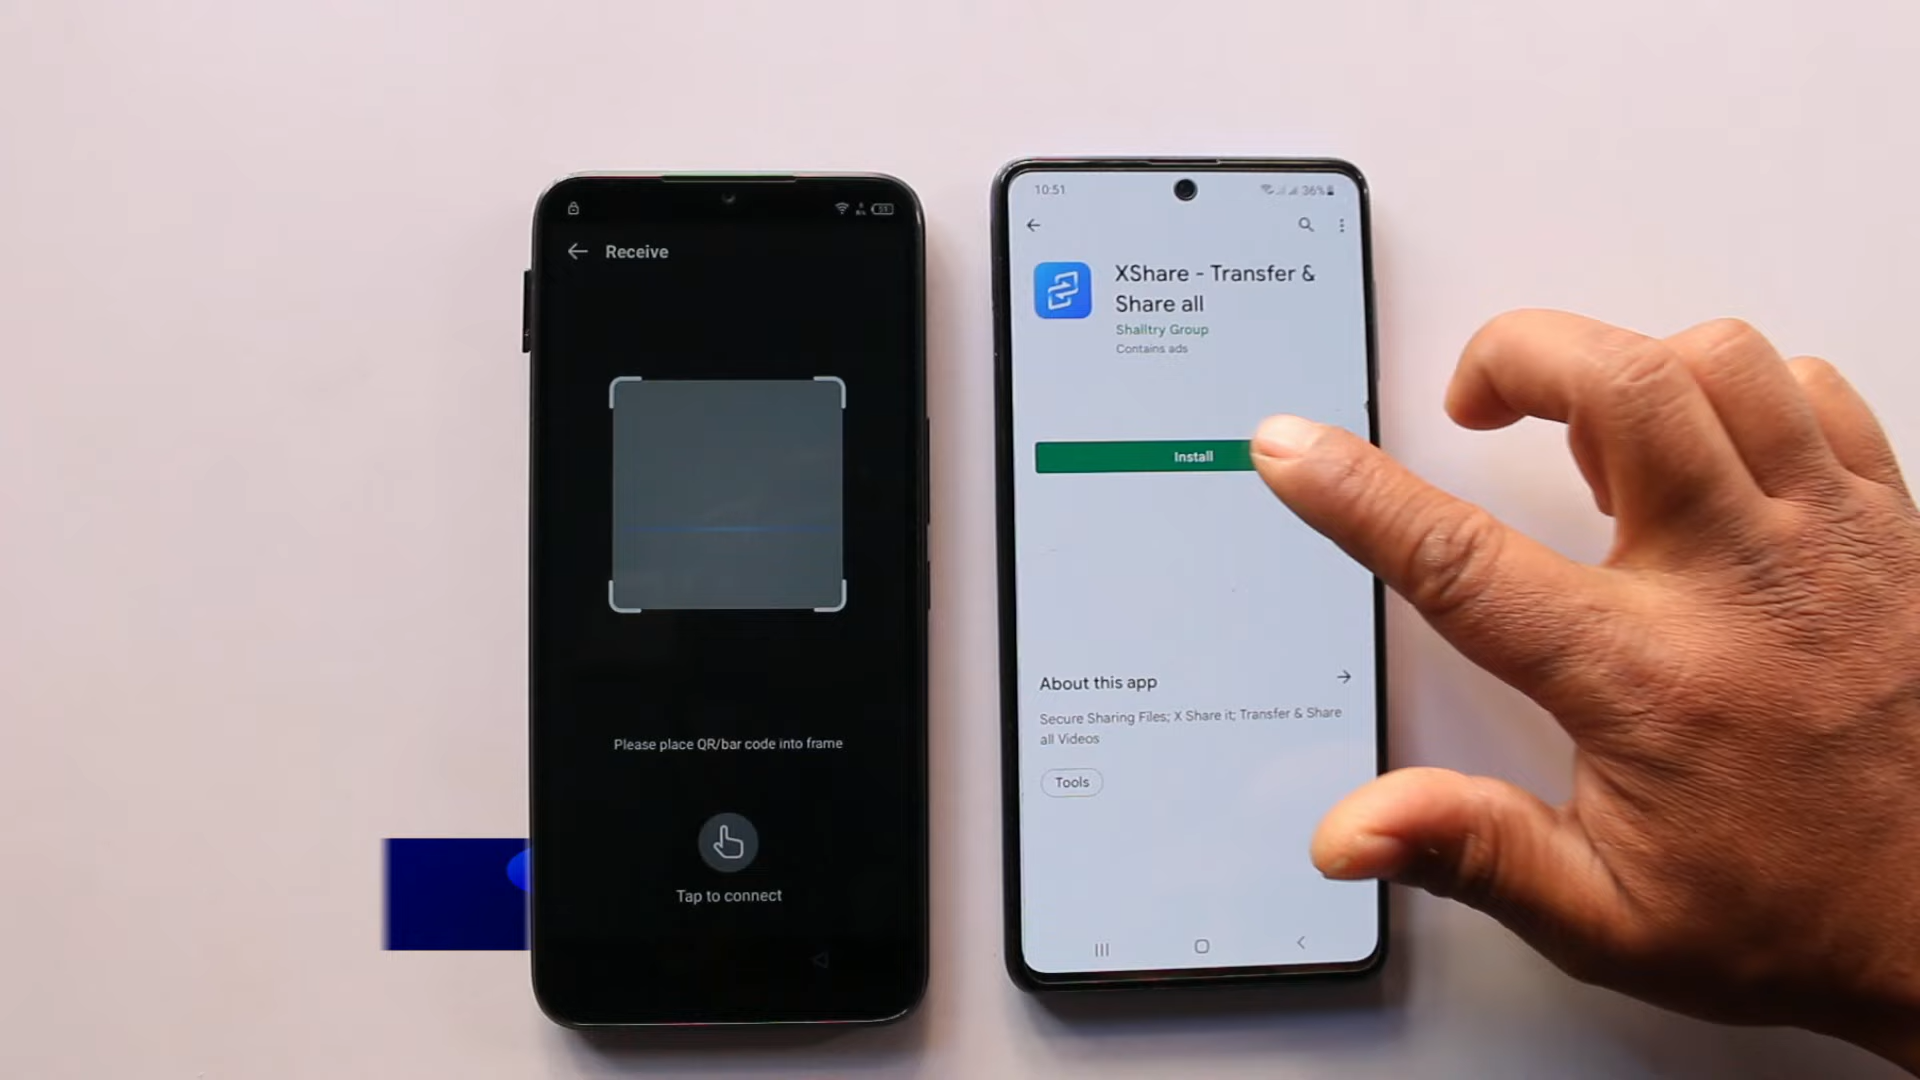 Receive
Please place QR/bar code into frame
Tap to connect
10:51
36%
XShare - Transfer &
Share all
Shalltry Group
Contains ads
Install
About this app
Secure Sharing Files; X Share it; Transfer & Share
all Videos
Tools